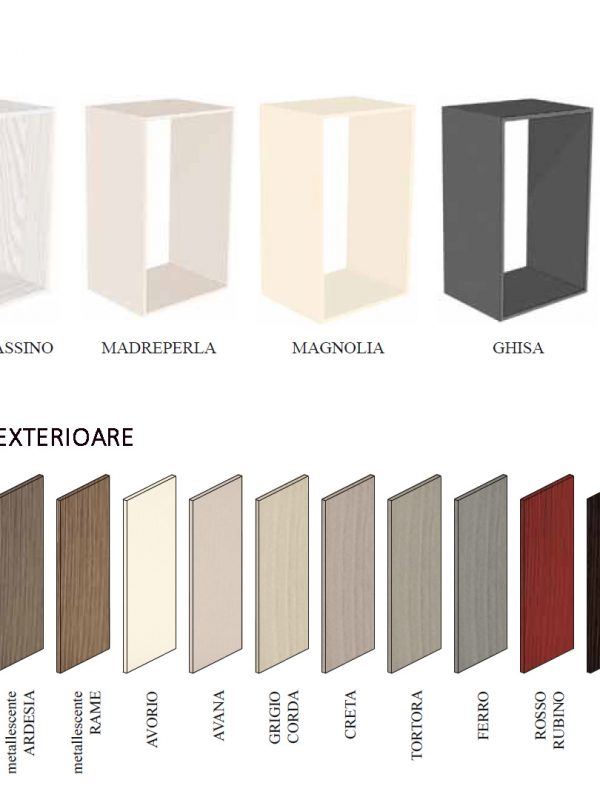 ASSINO
MADREPERLA
MAGNOLIA
GHISA
EXTERIOARE
metallescente
ARDESIA
metallescente
RAME
AVORIO
AVANA
GRIGIO
CORDA
CRETA
TORTORA
FERRO
ROSSO
RUBINO